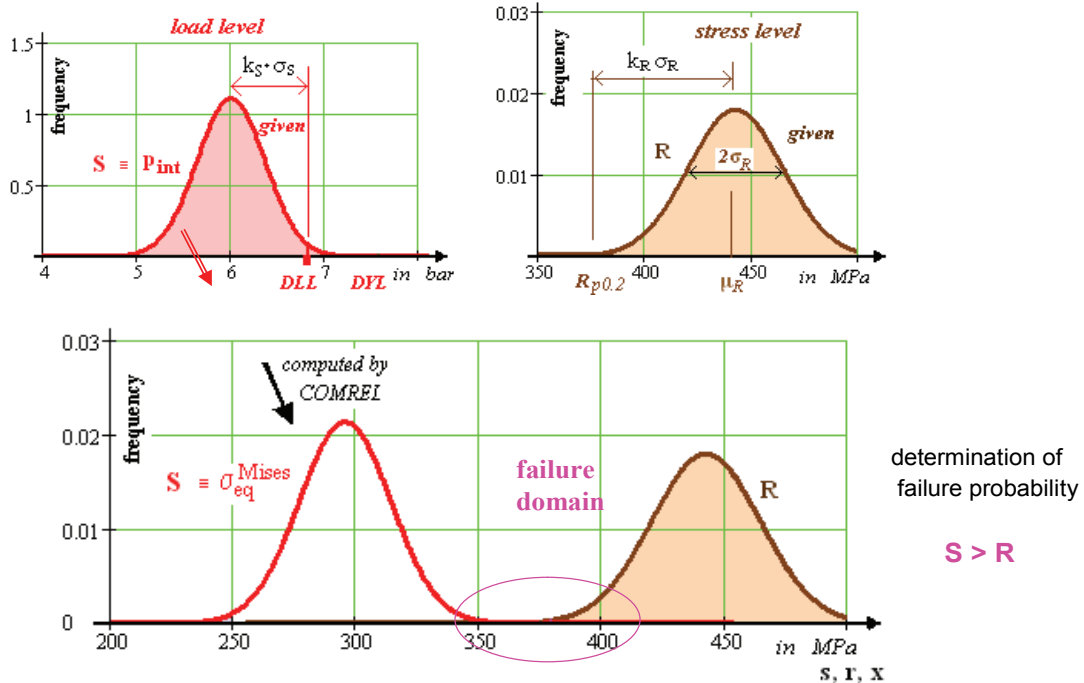 load level
1.5
k_S · σ_S
frequency
1
given
S ≡ p_int
0.5
4
5
6
7
in bar
DLL
DYL
0.03
stress level
k_R σ_R
frequency
0.02
R
given
2σ_R
0.01
350
400
450
in MPa
R_p0.2
μ_R
0.03
computed by
COMREL
frequency
0.02
S ≡ σ_eq^Mises
failure
domain
R
0.01
0
200
250
300
350
400
450
in MPa
s, r, x
determination of
failure probability
S > R